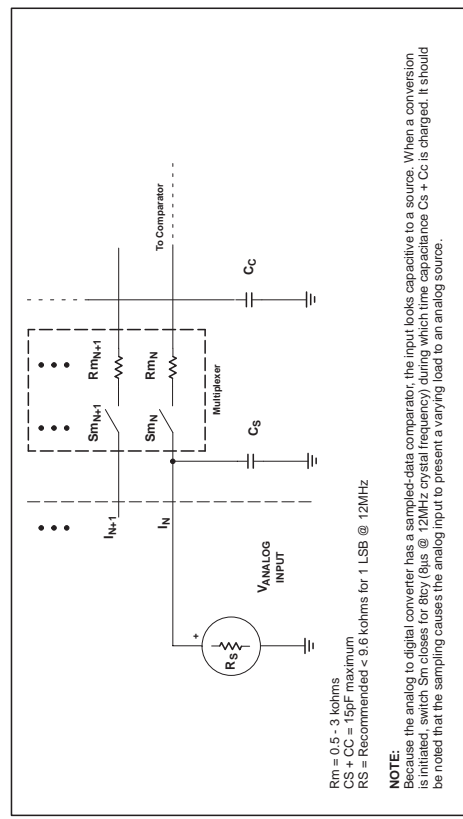 SmN+1
RmN+1
IN+1
SmN
RmN
IN
To Comparator
Multiplexer
+
RS
VANALOG
INPUT
CS
CC
Rm = 0.5 - 3 kohms
CS + CC = 15pF maximum
RS = Recommended < 9.6 kohms for 1 LSB @ 12MHz
NOTE:
Because the analog to digital converter has a sampled-data comparator, the input looks capacitive to a source. When a conversion
is initiated, switch Sm closes for 8tcy (8µs @ 12MHz crystal frequency) during which time capacitance Cs + Cc is charged. It should
be noted that the sampling causes the analog input to present a varying load to an analog source.